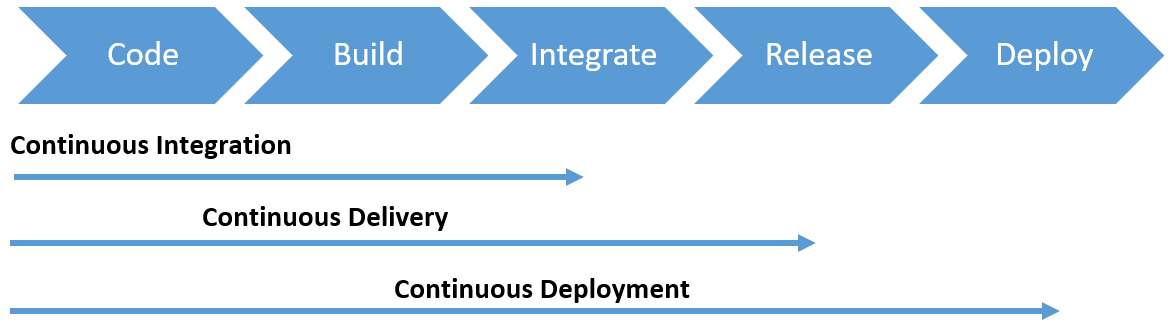 Code
Build
Integrate
Release
Deploy
Continuous Integration
Continuous Delivery
Continuous Deployment